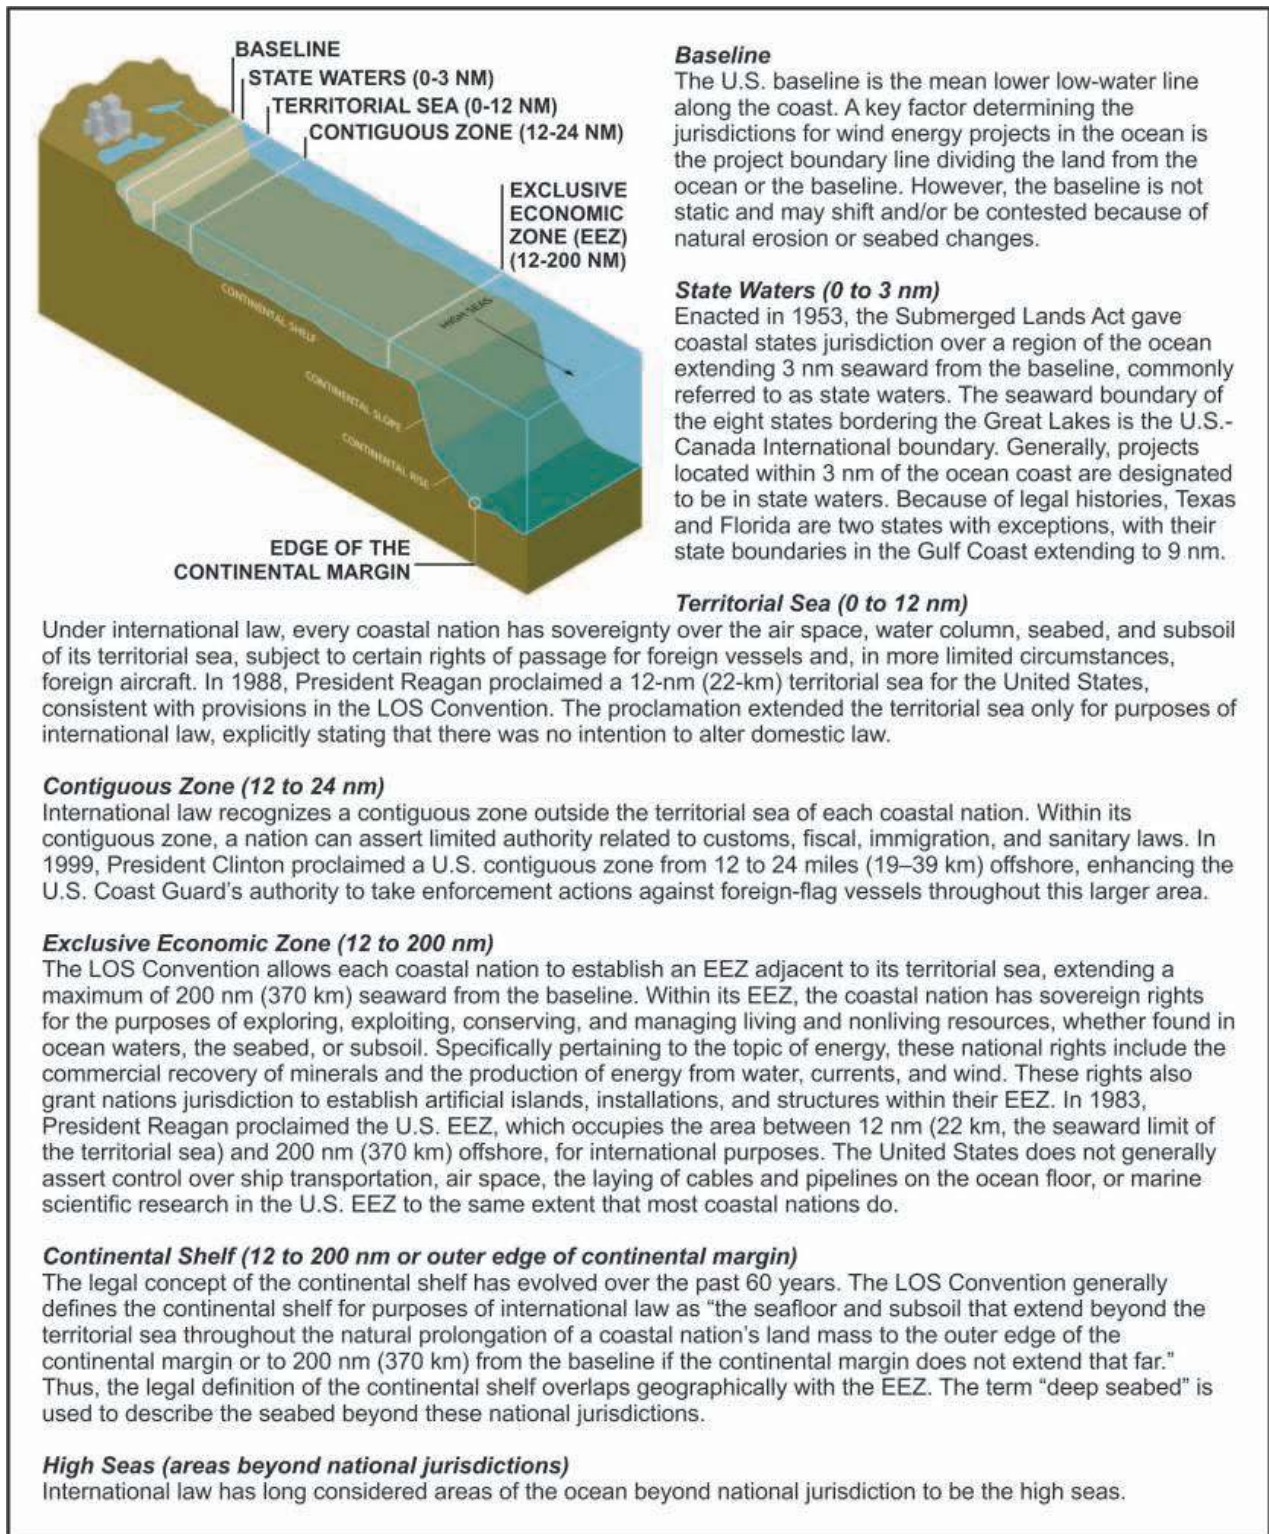 BASELINE
STATE WATERS (0-3 NM)
TERRITORIAL SEA (0-12 NM)
CONTIGUOUS ZONE (12-24 NM)
EXCLUSIVE
ECONOMIC
ZONE (EEZ)
(12-200 NM)
CONTINENTAL SHELF
HIGH SEAS
CONTINENTAL SLOPE
CONTINENTAL RISE
EDGE OF THE
CONTINENTAL MARGIN
Baseline
The U.S. baseline is the mean lower low-water line
along the coast. A key factor determining the
jurisdictions for wind energy projects in the ocean is
the project boundary line dividing the land from the
ocean or the baseline. However, the baseline is not
static and may shift and/or be contested because of
natural erosion or seabed changes.
State Waters (0 to 3 nm)
Enacted in 1953, the Submerged Lands Act gave
coastal states jurisdiction over a region of the ocean
extending 3 nm seaward from the baseline, commonly
referred to as state waters. The seaward boundary of
the eight states bordering the Great Lakes is the U.S.-
Canada International boundary. Generally, projects
located within 3 nm of the ocean coast are designated
to be in state waters. Because of legal histories, Texas
and Florida are two states with exceptions, with their
state boundaries in the Gulf Coast extending to 9 nm.
Territorial Sea (0 to 12 nm)
Under international law, every coastal nation has sovereignty over the air space, water column, seabed, and subsoil
of its territorial sea, subject to certain rights of passage for foreign vessels and, in more limited circumstances,
foreign aircraft. In 1988, President Reagan proclaimed a 12-nm (22-km) territorial sea for the United States,
consistent with provisions in the LOS Convention. The proclamation extended the territorial sea only for purposes of
international law, explicitly stating that there was no intention to alter domestic law.
Contiguous Zone (12 to 24 nm)
International law recognizes a contiguous zone outside the territorial sea of each coastal nation. Within its
contiguous zone, a nation can assert limited authority related to customs, fiscal, immigration, and sanitary laws. In
1999, President Clinton proclaimed a U.S. contiguous zone from 12 to 24 miles (19–39 km) offshore, enhancing the
U.S. Coast Guard's authority to take enforcement actions against foreign-flag vessels throughout this larger area.
Exclusive Economic Zone (12 to 200 nm)
The LOS Convention allows each coastal nation to establish an EEZ adjacent to its territorial sea, extending a
maximum of 200 nm (370 km) seaward from the baseline. Within its EEZ, the coastal nation has sovereign rights
for the purposes of exploring, exploiting, conserving, and managing living and nonliving resources, whether found in
ocean waters, the seabed, or subsoil. Specifically pertaining to the topic of energy, these national rights include the
commercial recovery of minerals and the production of energy from water, currents, and wind. These rights also
grant nations jurisdiction to establish artificial islands, installations, and structures within their EEZ. In 1983,
President Reagan proclaimed the U.S. EEZ, which occupies the area between 12 nm (22 km, the seaward limit of
the territorial sea) and 200 nm (370 km) offshore, for international purposes. The United States does not generally
assert control over ship transportation, air space, the laying of cables and pipelines on the ocean floor, or marine
scientific research in the U.S. EEZ to the same extent that most coastal nations do.
Continental Shelf (12 to 200 nm or outer edge of continental margin)
The legal concept of the continental shelf has evolved over the past 60 years. The LOS Convention generally
defines the continental shelf for purposes of international law as “the seafloor and subsoil that extend beyond the
territorial sea throughout the natural prolongation of a coastal nation's land mass to the outer edge of the
continental margin or to 200 nm (370 km) from the baseline if the continental margin does not extend that far.”
Thus, the legal definition of the continental shelf overlaps geographically with the EEZ. The term “deep seabed” is
used to describe the seabed beyond these national jurisdictions.
High Seas (areas beyond national jurisdictions)
International law has long considered areas of the ocean beyond national jurisdiction to be the high seas.